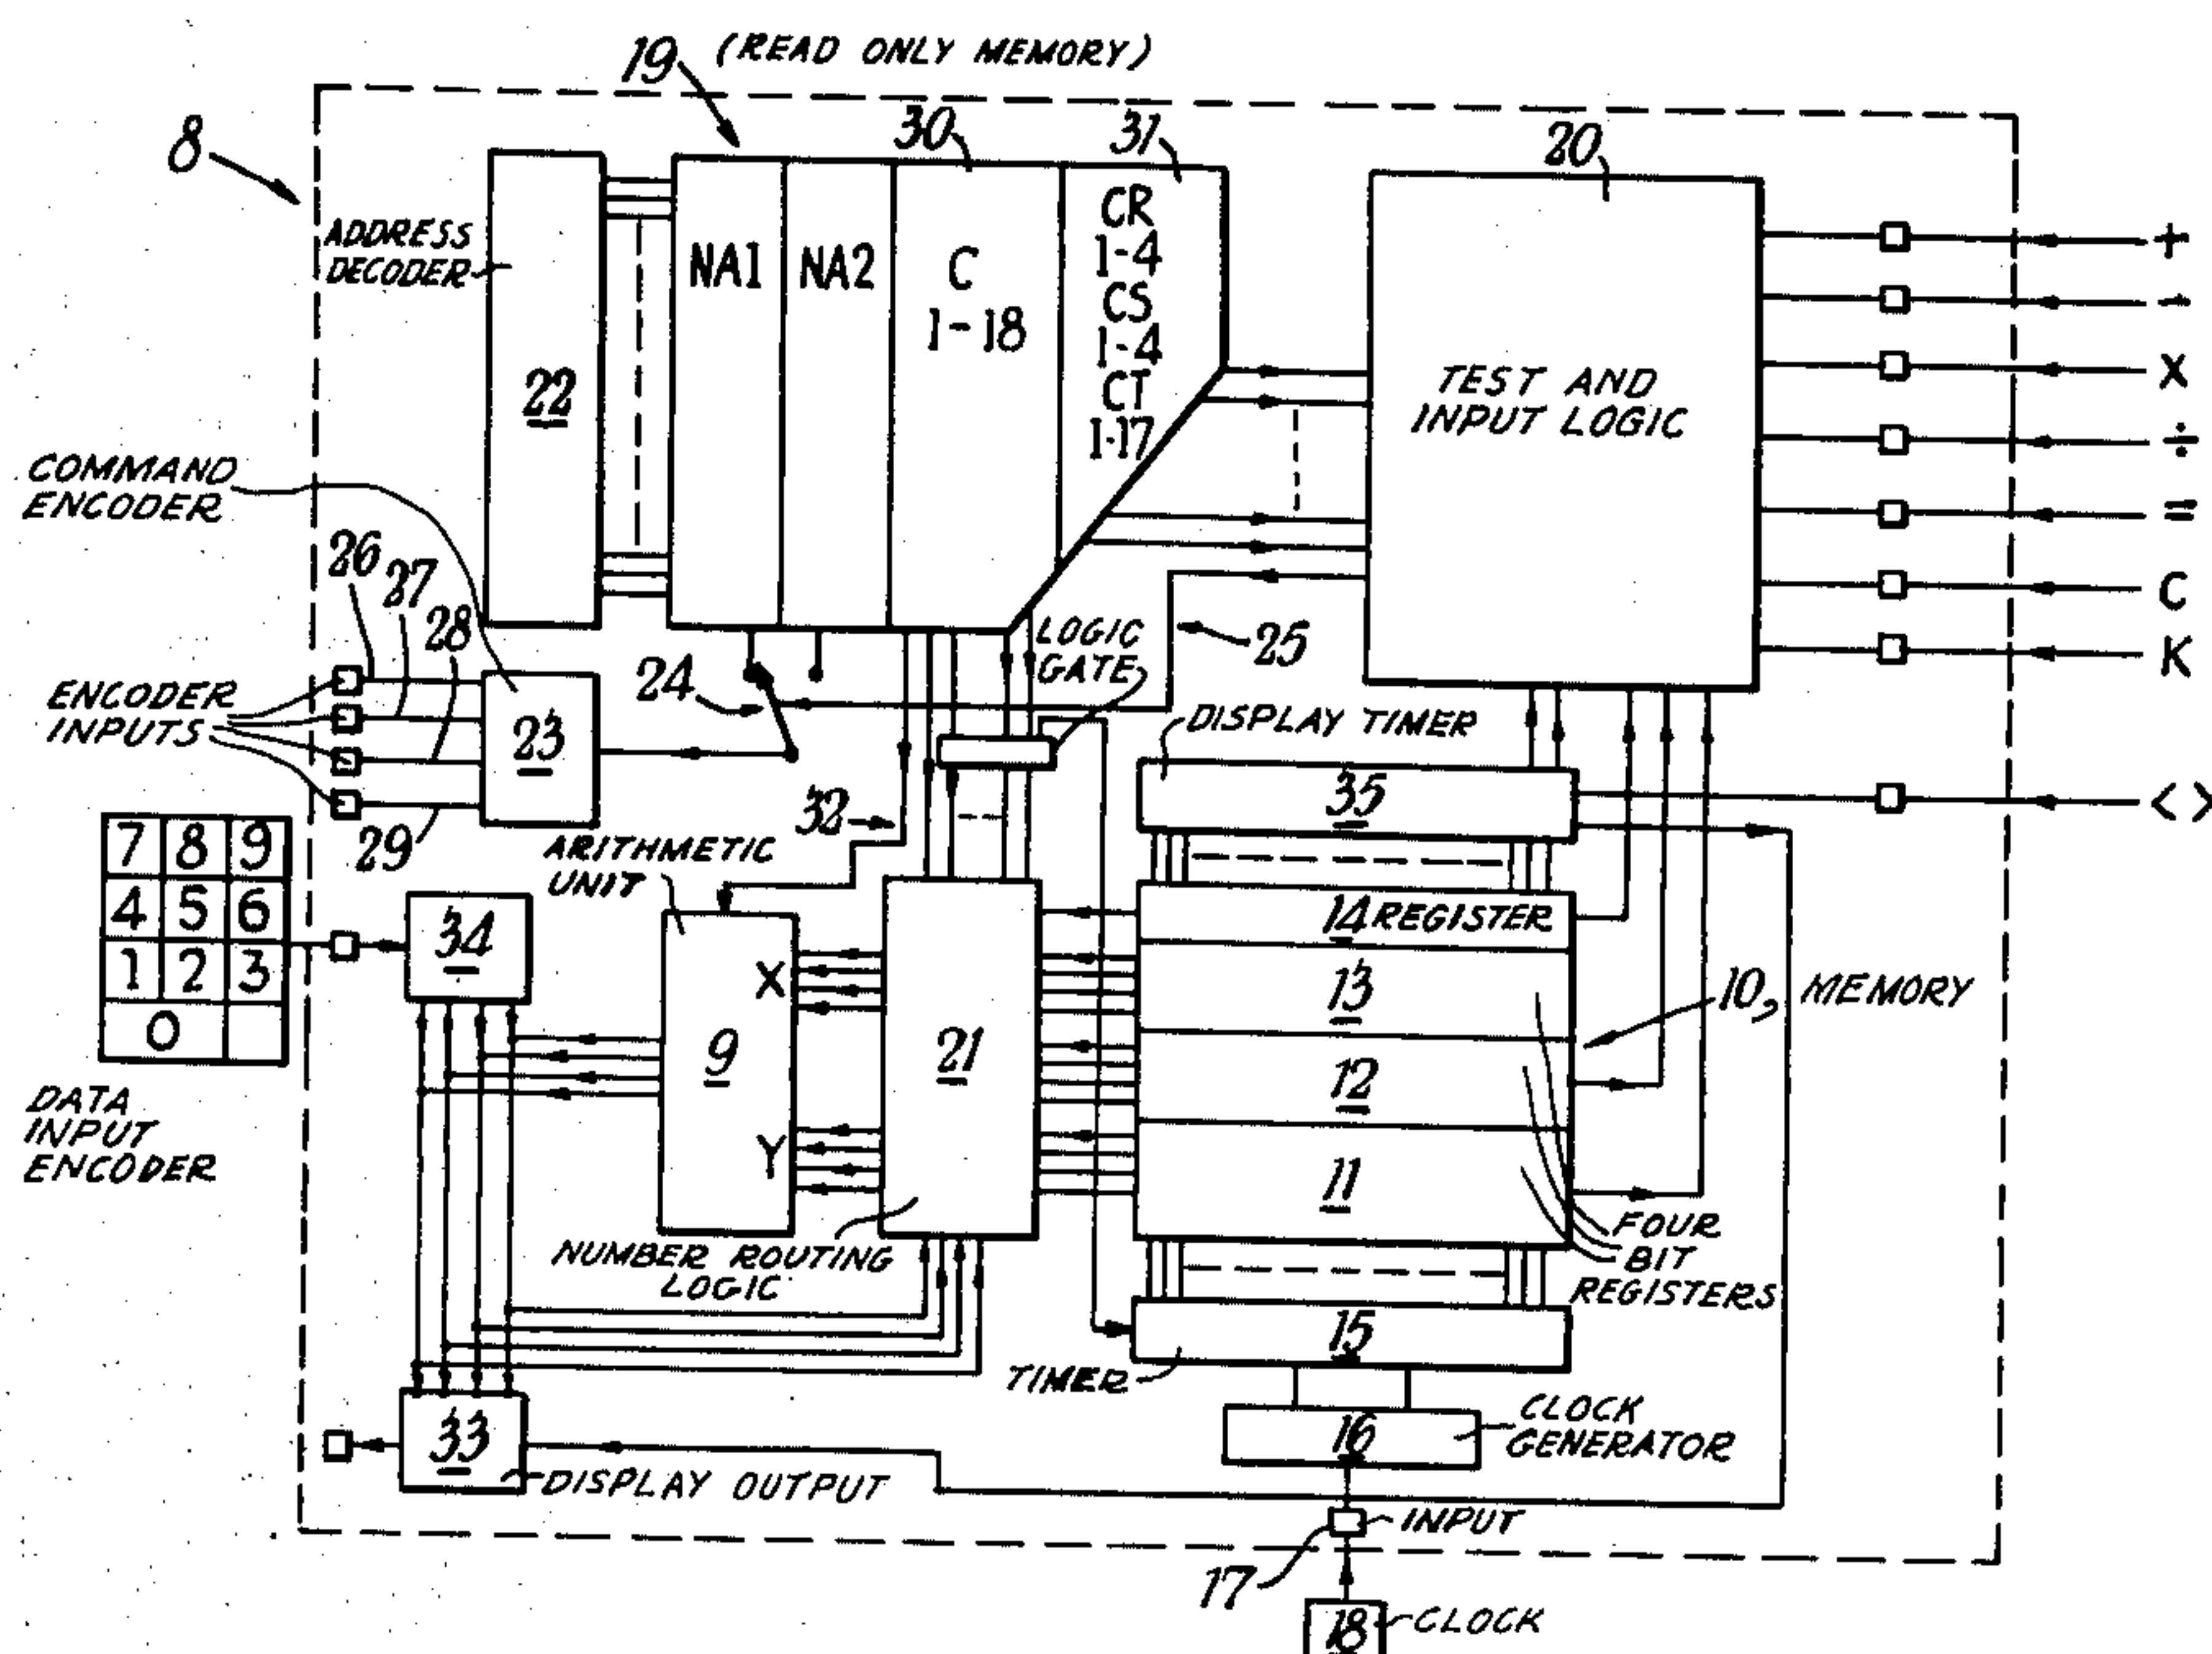 19 (READ ONLY MEMORY)
8
30
31
20
ADDRESS
DECODER
22
NA1
NA2
C
1-18
CR
1-4
CS
1-4
CT
1-17
TEST AND
INPUT LOGIC
+
-
X
÷
=
C
K
< >
COMMAND
ENCODER
26
27
28
29
ENCODER
INPUTS
23
24
25
LOGIC
GATE
32
DISPLAY TIMER
35
7 8 9
4 5 6
1 2 3
0
DATA
INPUT
ENCODER
34
ARITHMETIC
UNIT
X
9
Y
21
NUMBER ROUTING
LOGIC
14 REGISTER
13
12
11
10, MEMORY
FOUR
BIT
REGISTERS
15
TIMER
16
CLOCK
GENERATOR
33
DISPLAY OUTPUT
INPUT
17
18
CLOCK